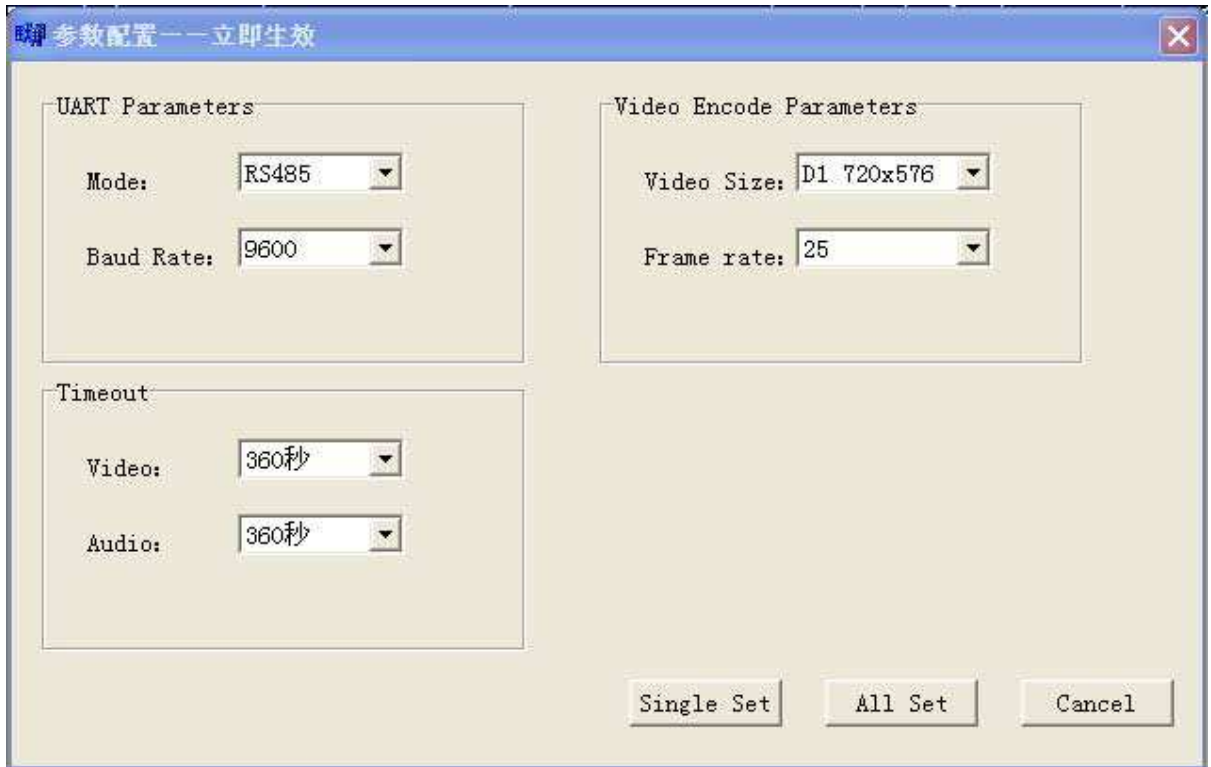 参数配置－－立即生效
UART Parameters
Mode: RS485
Baud Rate: 9600
Video Encode Parameters
Video Size: D1 720x576
Frame rate: 25
Timeout
Video: 360秒
Audio: 360秒
Single Set
All Set
Cancel